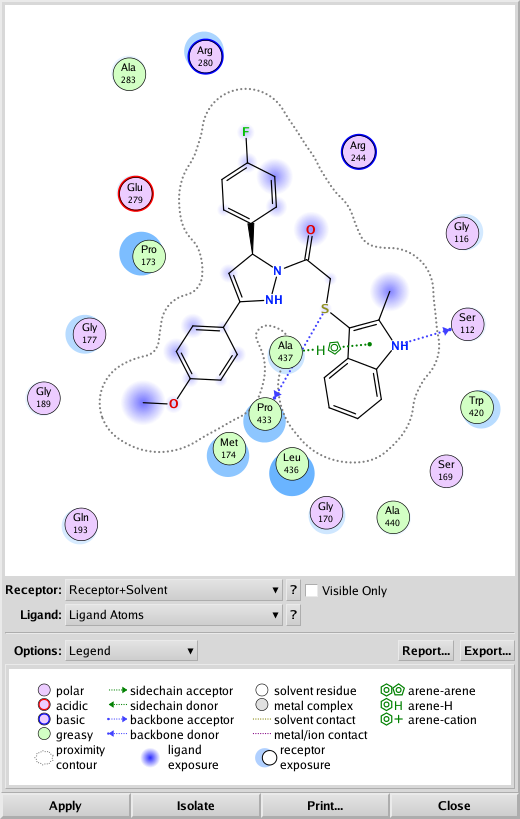 Arg
280
Ala
283
F
Arg
244
Glu
279
Gly
116
O
Pro
173
N
NH
S
Ser
112
Gly
177
Ala
437
H
NH
Gly
189
O
Pro
433
Trp
420
Met
174
Leu
436
Ser
169
Gly
170
Ala
440
Gln
193
Receptor: Receptor+Solvent ▼ ? Visible Only
Ligand: Ligand Atoms ▼ ?
Options: Legend ▼ Report... Export...
polar sidechain acceptor solvent residue arene-arene
acidic sidechain donor metal complex H arene-H
basic backbone acceptor solvent contact + arene-cation
greasy backbone donor metal/ion contact
proximity ligand receptor
contour exposure exposure
Apply Isolate Print... Close